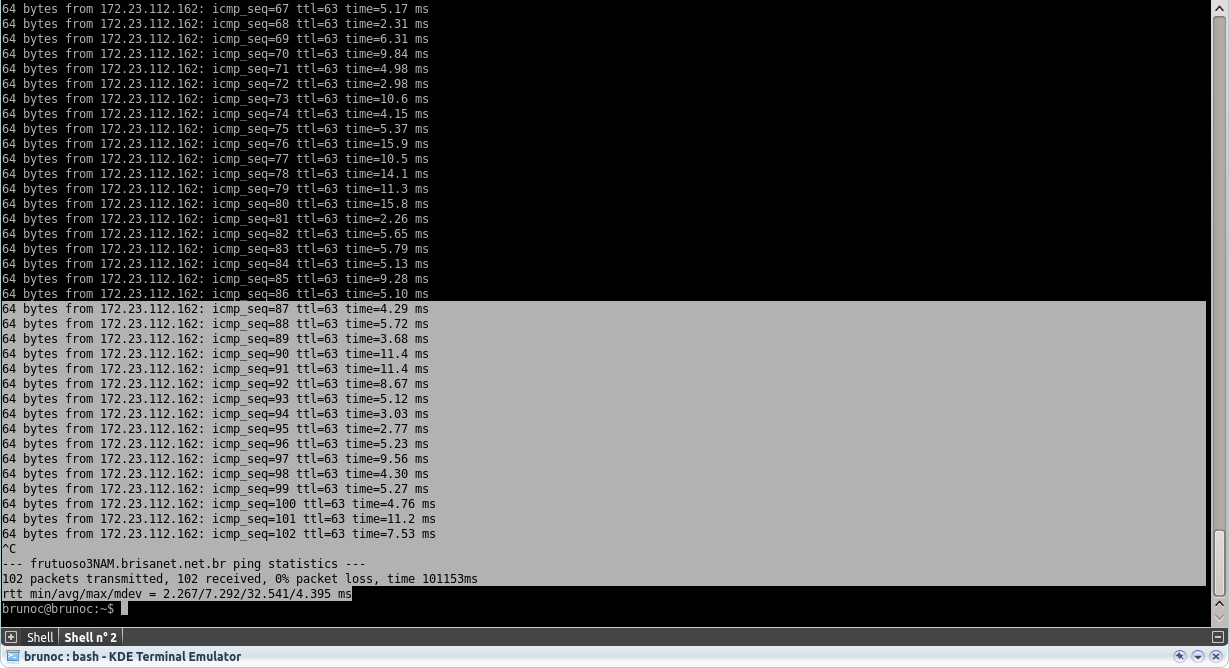 64 bytes from 172.23.112.162: icmp_seq=67 ttl=63 time=5.17 ms
64 bytes from 172.23.112.162: icmp_seq=68 ttl=63 time=2.31 ms
64 bytes from 172.23.112.162: icmp_seq=69 ttl=63 time=6.31 ms
64 bytes from 172.23.112.162: icmp_seq=70 ttl=63 time=9.84 ms
64 bytes from 172.23.112.162: icmp_seq=71 ttl=63 time=4.98 ms
64 bytes from 172.23.112.162: icmp_seq=72 ttl=63 time=2.98 ms
64 bytes from 172.23.112.162: icmp_seq=73 ttl=63 time=10.6 ms
64 bytes from 172.23.112.162: icmp_seq=74 ttl=63 time=4.15 ms
64 bytes from 172.23.112.162: icmp_seq=75 ttl=63 time=5.37 ms
64 bytes from 172.23.112.162: icmp_seq=76 ttl=63 time=15.9 ms
64 bytes from 172.23.112.162: icmp_seq=77 ttl=63 time=10.5 ms
64 bytes from 172.23.112.162: icmp_seq=78 ttl=63 time=14.1 ms
64 bytes from 172.23.112.162: icmp_seq=79 ttl=63 time=11.3 ms
64 bytes from 172.23.112.162: icmp_seq=80 ttl=63 time=15.8 ms
64 bytes from 172.23.112.162: icmp_seq=81 ttl=63 time=2.26 ms
64 bytes from 172.23.112.162: icmp_seq=82 ttl=63 time=5.65 ms
64 bytes from 172.23.112.162: icmp_seq=83 ttl=63 time=5.79 ms
64 bytes from 172.23.112.162: icmp_seq=84 ttl=63 time=5.13 ms
64 bytes from 172.23.112.162: icmp_seq=85 ttl=63 time=9.28 ms
64 bytes from 172.23.112.162: icmp_seq=86 ttl=63 time=5.10 ms
64 bytes from 172.23.112.162: icmp_seq=87 ttl=63 time=4.29 ms
64 bytes from 172.23.112.162: icmp_seq=88 ttl=63 time=5.72 ms
64 bytes from 172.23.112.162: icmp_seq=89 ttl=63 time=3.68 ms
64 bytes from 172.23.112.162: icmp_seq=90 ttl=63 time=11.4 ms
64 bytes from 172.23.112.162: icmp_seq=91 ttl=63 time=11.4 ms
64 bytes from 172.23.112.162: icmp_seq=92 ttl=63 time=8.67 ms
64 bytes from 172.23.112.162: icmp_seq=93 ttl=63 time=5.12 ms
64 bytes from 172.23.112.162: icmp_seq=94 ttl=63 time=3.03 ms
64 bytes from 172.23.112.162: icmp_seq=95 ttl=63 time=2.77 ms
64 bytes from 172.23.112.162: icmp_seq=96 ttl=63 time=5.23 ms
64 bytes from 172.23.112.162: icmp_seq=97 ttl=63 time=9.56 ms
64 bytes from 172.23.112.162: icmp_seq=98 ttl=63 time=4.30 ms
64 bytes from 172.23.112.162: icmp_seq=99 ttl=63 time=5.27 ms
64 bytes from 172.23.112.162: icmp_seq=100 ttl=63 time=4.76 ms
64 bytes from 172.23.112.162: icmp_seq=101 ttl=63 time=11.2 ms
64 bytes from 172.23.112.162: icmp_seq=102 ttl=63 time=7.53 ms
^C
--- frutuoso3NAM.brisanet.net.br ping statistics ---
102 packets transmitted, 102 received, 0% packet loss, time 101153ms
rtt min/avg/max/mdev = 2.267/7.292/32.541/4.395 ms
brunoc@brunoc:~$
Shell Shell n° 2
brunoc : bash - KDE Terminal Emulator